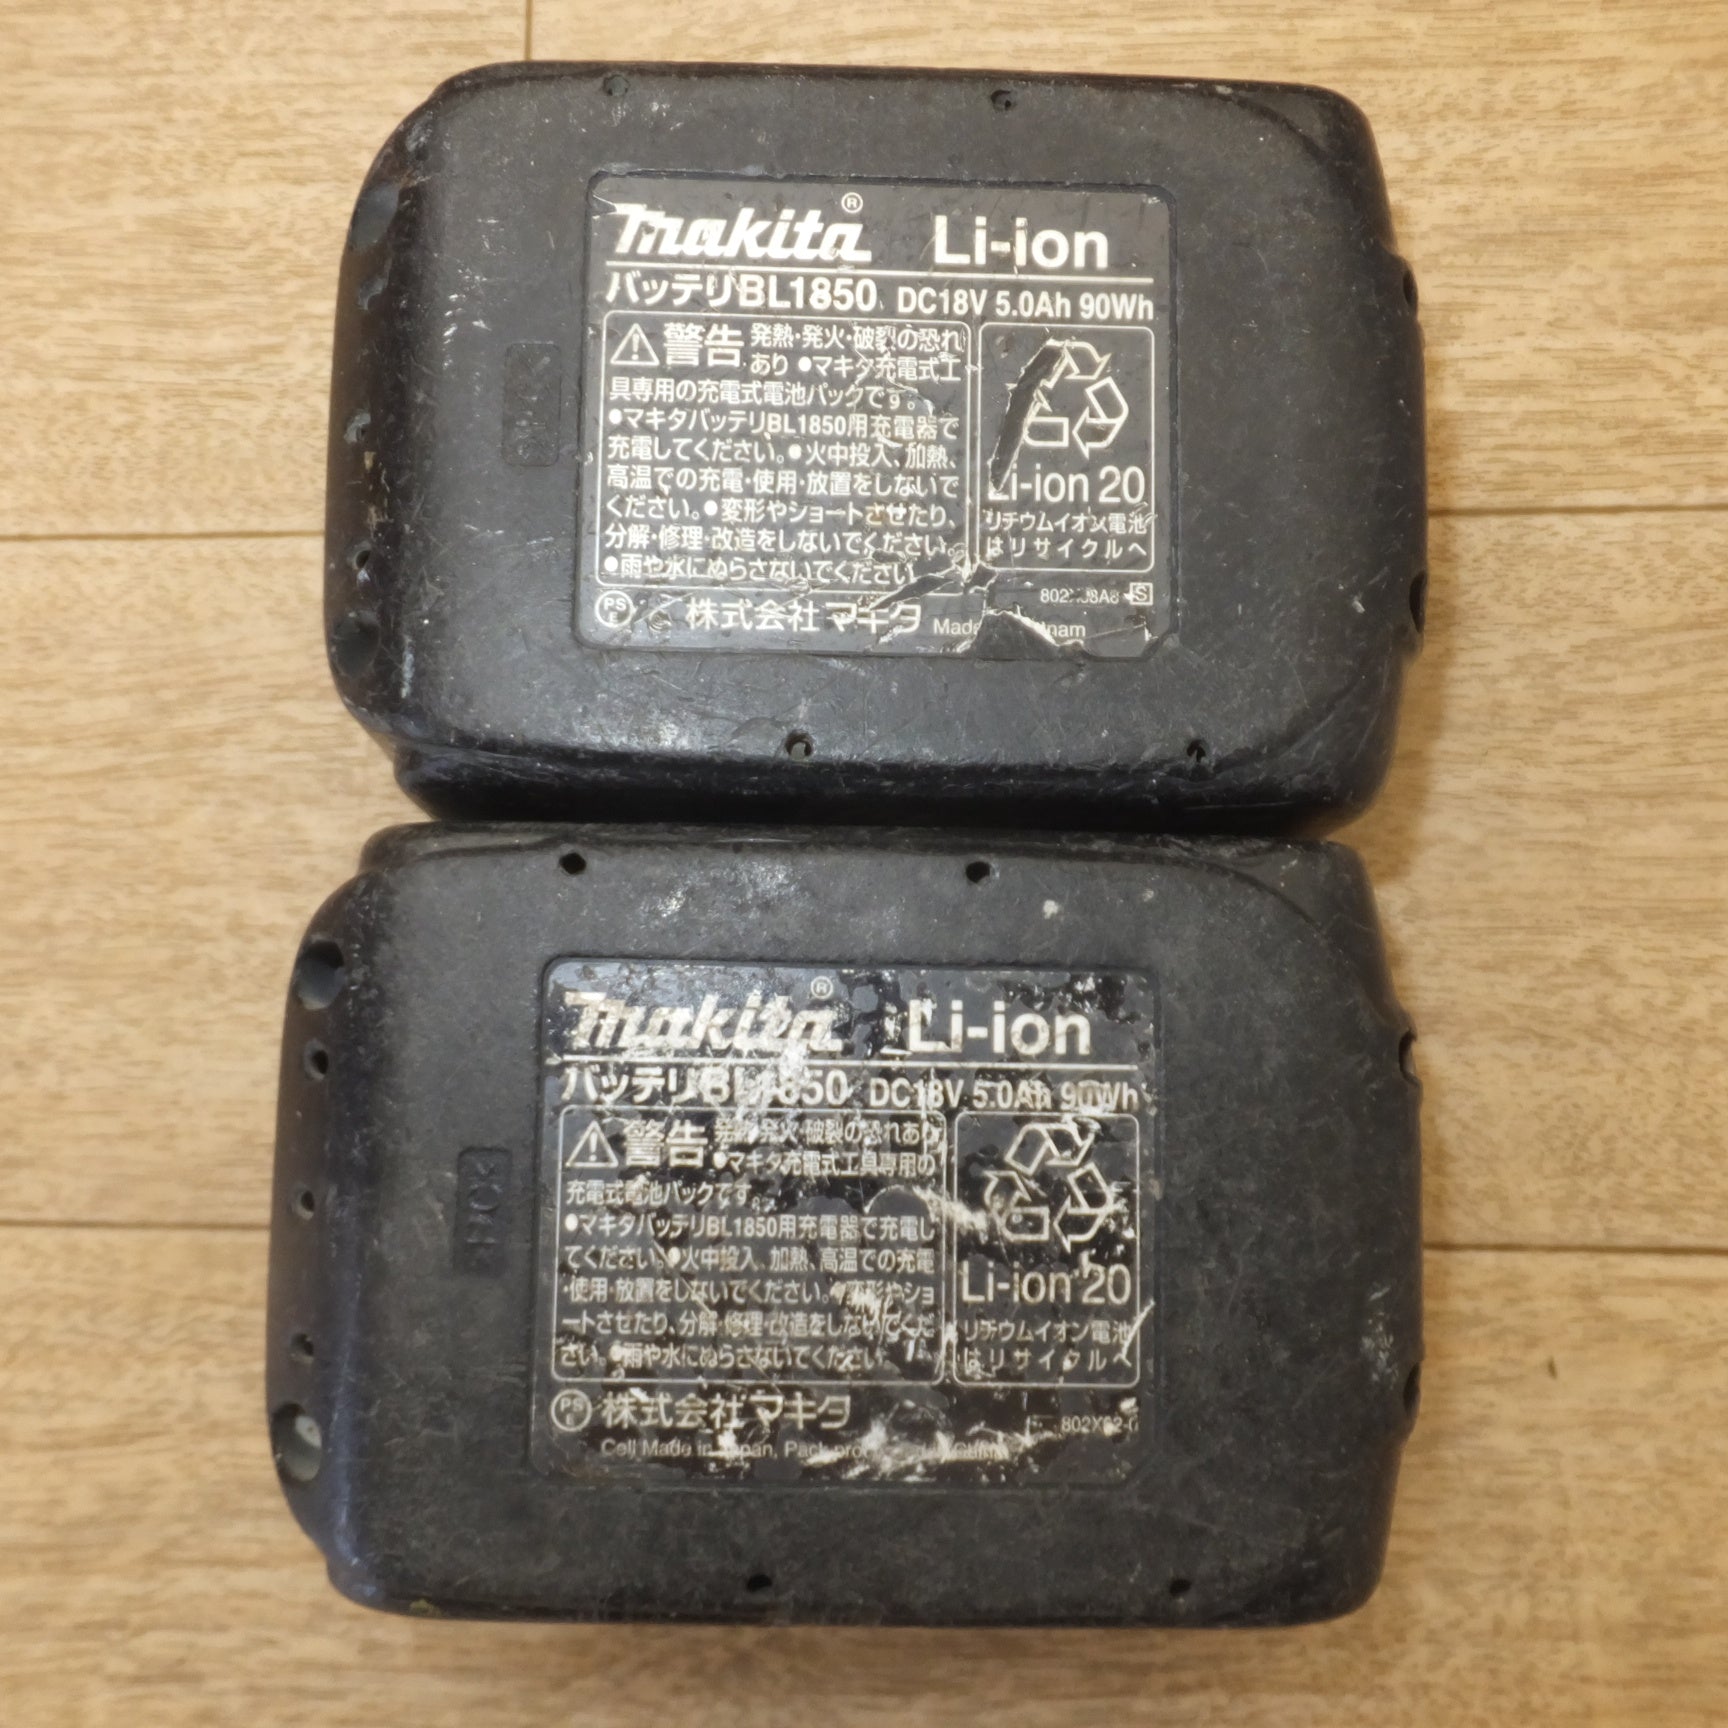 Makita® Li-ion
バッテリBL1850 DC18V 5.0Ah 90Wh
警告 発熱・発火・破裂の恐れ
あり ●マキタ充電式工
具専用の充電式電池パックです。
●マキタバッテリBL1850用充電器で
充電してください。●火中投入、加熱、
高温での充電・使用・放置をしないで
ください。●変形やショートさせたり、
分解・修理・改造をしないでください。
●雨や水にぬらさないでください
Li-ion 20
リチウムイオン電池
はリサイクルへ
PS E 株式会社マキタ
Made
S
Makita® Li-ion
バッテリBL1850 DC18V 5.0Ah 90Wh
警告 発熱・発火・破裂の恐れあり
●マキタ充電式工具専用の
充電式電池パックです。
●マキタバッテリBL1850用充電器で充電し
てください。●火中投入、加熱、高温での充電
・使用・放置をしないでください。●変形やショ
ートさせたり、分解・修理・改造をしないでくだ
さい。●雨や水にぬらさないでください
Li-ion 20
リチウムイオン電池
はリサイクルへ
PS E 株式会社マキタ
Cell Made in Japan, Pack